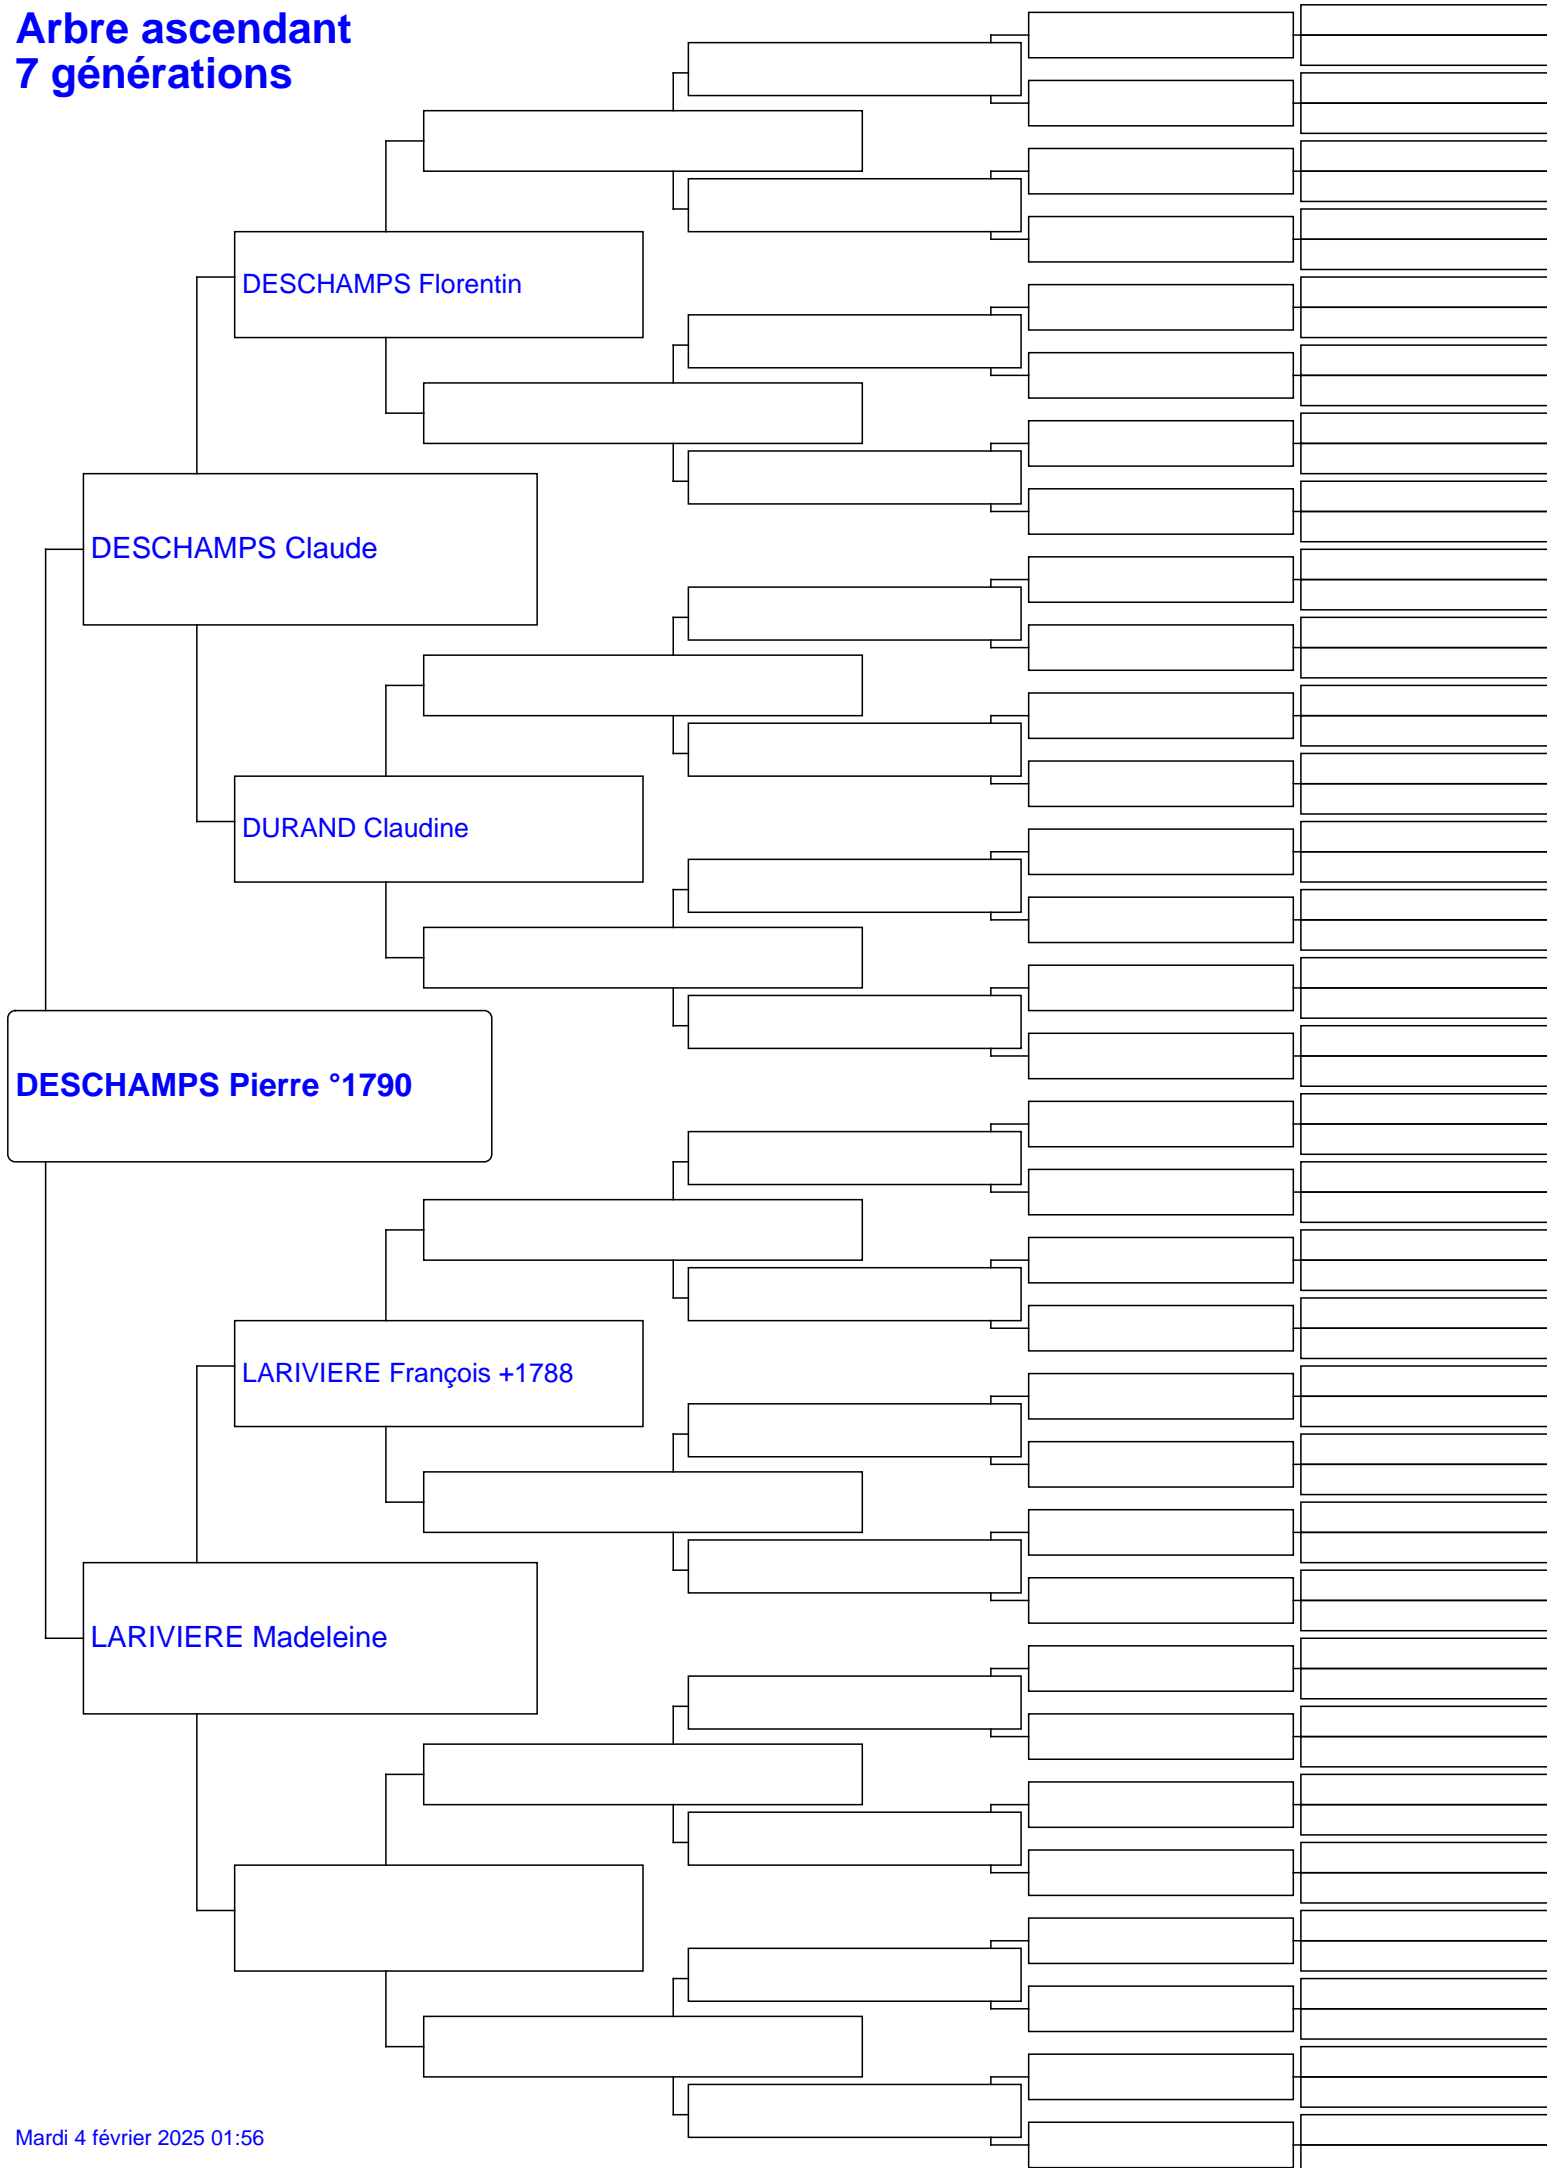 Arbre ascendant
7 générations
DESCHAMPS Florentin
DESCHAMPS Claude
DURAND Claudine
DESCHAMPS Pierre °1790
LARIVIERE François +1788
LARIVIERE Madeleine
Mardi 4 février 2025 01:56